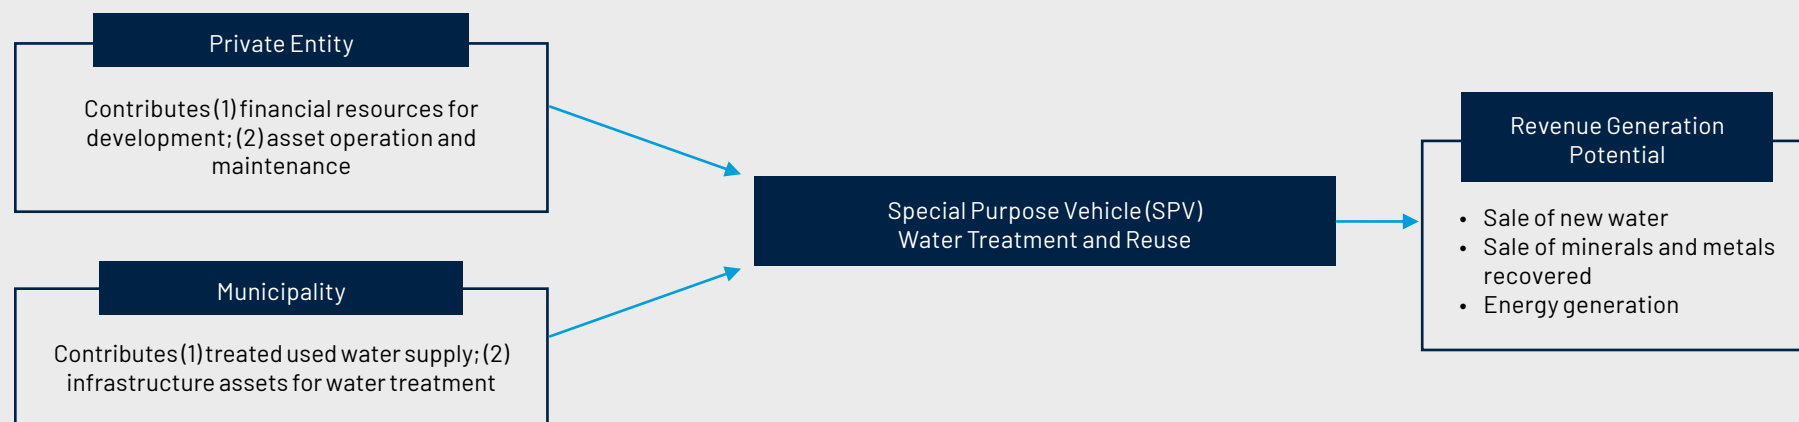 Private Entity
Contributes (1) financial resources for
development; (2) asset operation and
maintenance
Municipality
Contributes (1) treated used water supply; (2)
infrastructure assets for water treatment
Special Purpose Vehicle (SPV)
Water Treatment and Reuse
Revenue Generation
Potential
• Sale of new water
• Sale of minerals and metals
recovered
• Energy generation